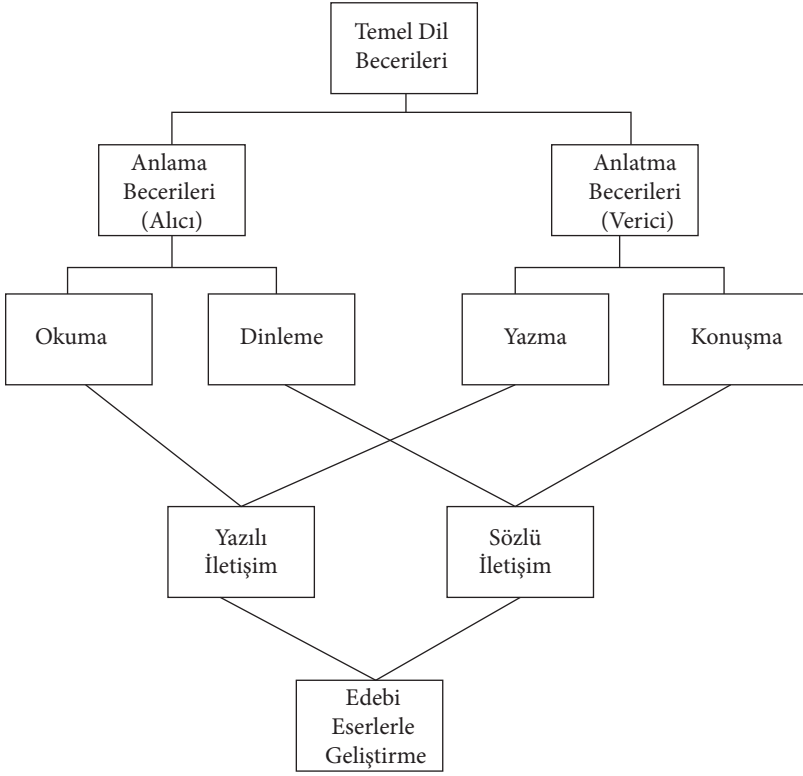 Temel Dil
Becerileri
Anlama
Becerileri
(Alıcı)
Anlatma
Becerileri
(Verici)
Okuma
Dinleme
Yazma
Konuşma
Yazılı
İletişim
Sözlü
İletişim
Edebi
Eserlerle
Geliştirme